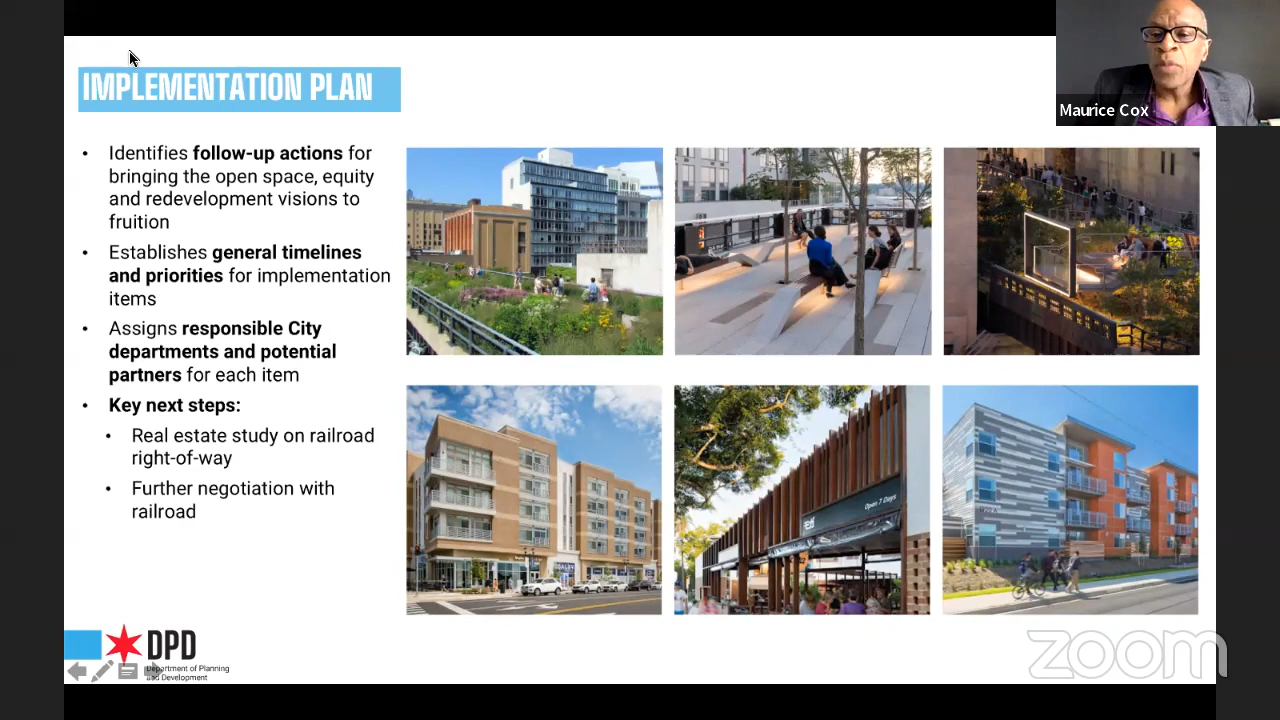 Maurice Cox
IMPLEMENTATION PLAN
• Identifies follow-up actions for
bringing the open space, equity
and redevelopment visions to
fruition
• Establishes general timelines
and priorities for implementation
items
• Assigns responsible City
departments and potential
partners for each item
• Key next steps:
• Real estate study on railroad
right-of-way
• Further negotiation with
railroad
Open 7 Days
DPD
Department of Planning
and Development
zoom